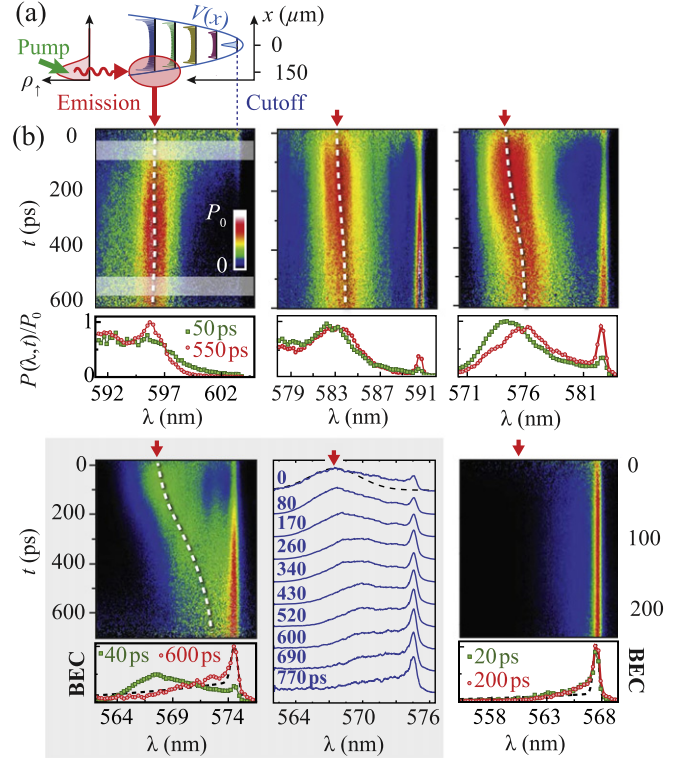 (a)
V(x)
x (μm)
Pump
0
ρ↑
150
Emission
Cutoff
(b)
0
200
400
600
t (ps)
P₀
0
P(λ,t)/P₀
1
0
50 ps
550 ps
592 597 602
λ (nm)
579 583 587 591
λ (nm)
571 576 581
λ (nm)
0
200
400
600
t (ps)
BEC
40 ps 600 ps
564 569 574
λ (nm)
0
80
170
260
340
430
520
600
690
770 ps
564 570 576
λ (nm)
0
100
200
BEC
20 ps
200 ps
558 563 568
λ (nm)